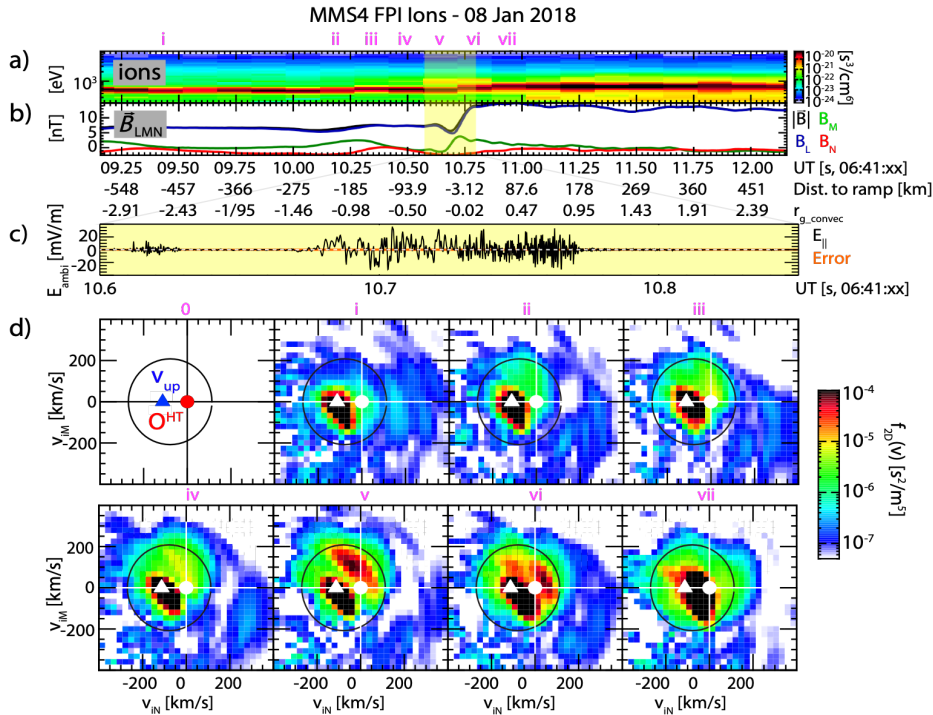 MMS4 FPI Ions - 08 Jan 2018
i ii iii iv v vi vii
a) [eV] 10³ ions 10⁻²⁰ 10⁻²¹ 10⁻²² 10⁻²³ 10⁻²⁴ [s³/cm⁶]
b) [nT] 10 5 0 B⃗LMN |B⃗| BM BL BN
09.25 09.50 09.75 10.00 10.25 10.50 10.75 11.00 11.25 11.50 11.75 12.00 UT [s, 06:41:xx]
-548 -457 -366 -275 -185 -93.9 -3.12 87.6 178 269 360 451 Dist. to ramp [km]
-2.91 -2.43 -1/95 -1.46 -0.98 -0.50 -0.02 0.47 0.95 1.43 1.91 2.39 rg_convec
c) Eambi [mV/m] 20 0 -20 E||
Error
10.6 10.7 10.8 UT [s, 06:41:xx]
d) 0 i ii iii
viM [km/s] 200 0 -200
vup
OHT
iv v vi vii
viM [km/s] 200 0 -200
10⁻⁴ 10⁻⁵ 10⁻⁶ 10⁻⁷ f2D(v) [s²/m⁵]
-200 0 200 -200 0 200 -200 0 200 -200 0 200
viN [km/s] viN [km/s] viN [km/s] viN [km/s]